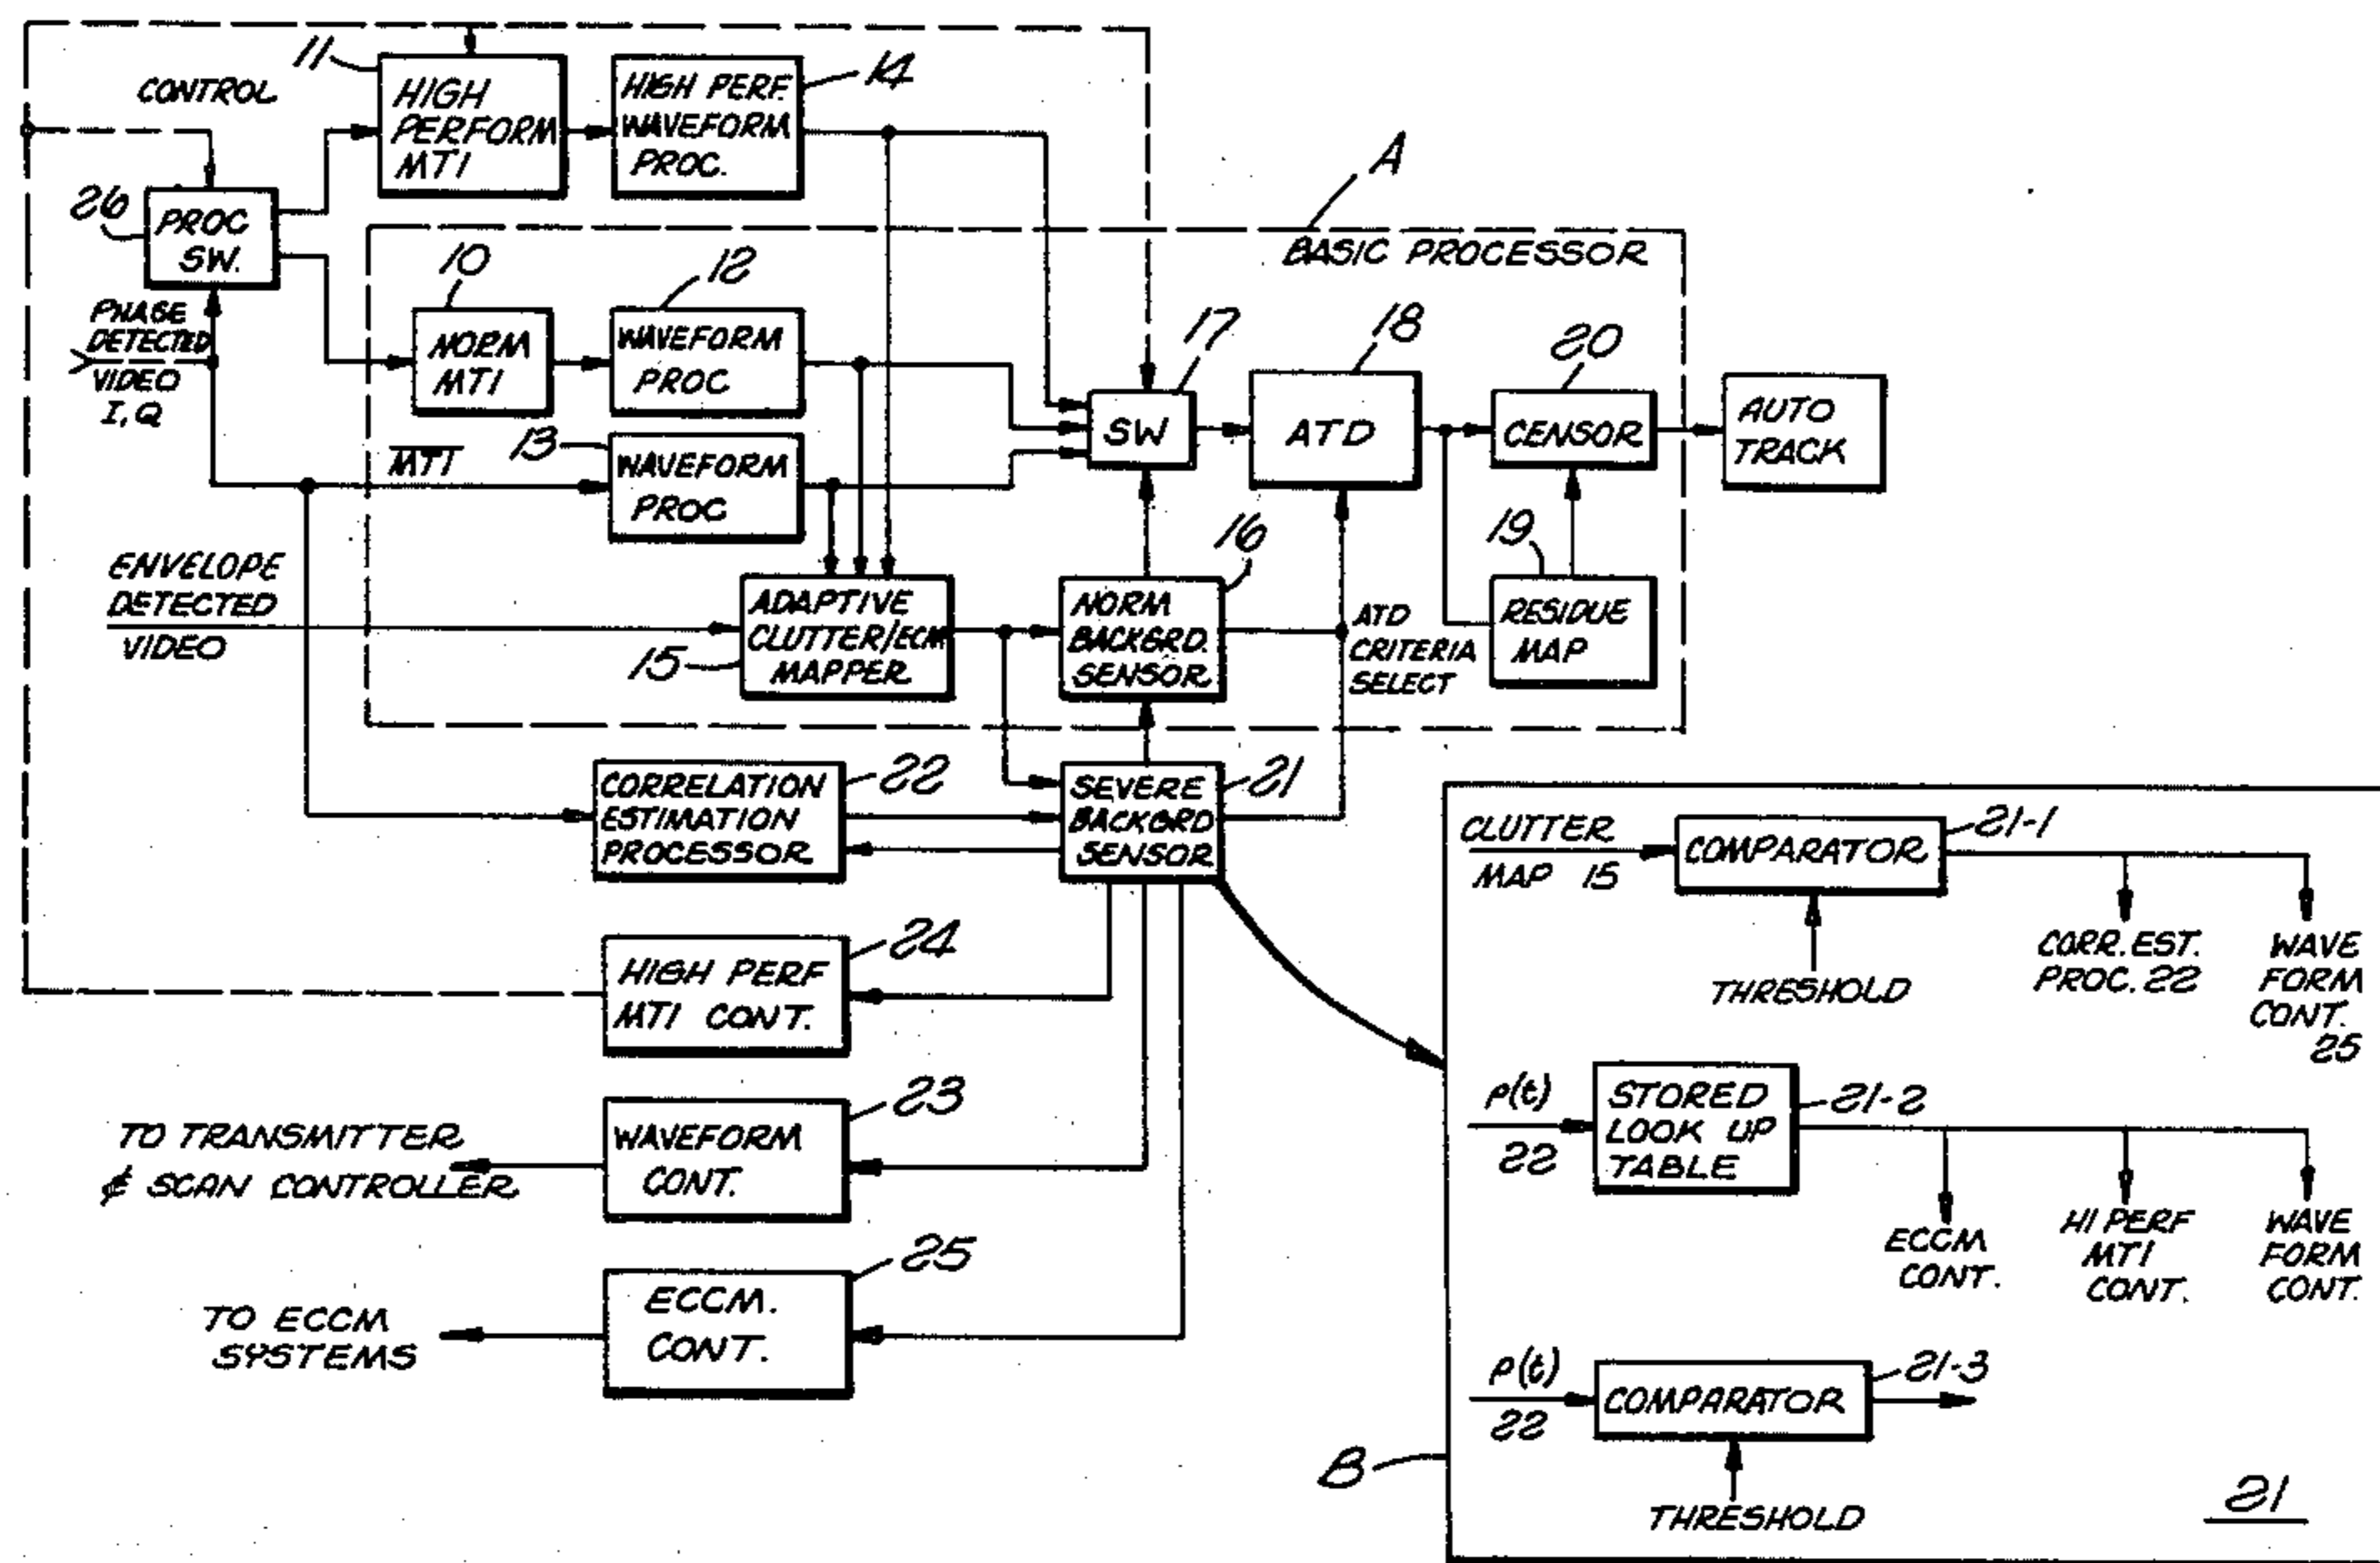 11
CONTROL
HIGH
PERFORM
MTI
HIGH PERF.
WAVEFORM
PROC.
14
A
26
PROC
SW.
BASIC PROCESSOR
PHASE
DETECTED
VIDEO
I, Q
10
NORM
MTI
12
WAVEFORM
PROC
17
SW
18
ATD
20
CENSOR
AUTO
TRACK
MTI
13
WAVEFORM
PROC
ENVELOPE
DETECTED
VIDEO
15
ADAPTIVE
CLUTTER/ECM
MAPPER
16
NORM
BACKGRD.
SENSOR
ATD
CRITERIA
SELECT
19
RESIDUE
MAP
CORRELATION
ESTIMATION
PROCESSOR
22
SEVERE
BACKGRD
SENSOR
21
HIGH PERF
MTI CONT.
24
TO TRANSMITTER
& SCAN CONTROLLER
WAVEFORM
CONT.
23
TO ECCM
SYSTEMS
ECCM.
CONT.
25
CLUTTER
MAP 15
COMPARATOR
21-1
THRESHOLD
CORR. EST.
PROC. 22
WAVE
FORM
CONT.
25
ρ(t)
22
STORED
LOOK UP
TABLE
21-2
ECCM
CONT.
HI PERF
MTI
CONT.
WAVE
FORM
CONT.
ρ(t)
22
COMPARATOR
21-3
THRESHOLD
B
21